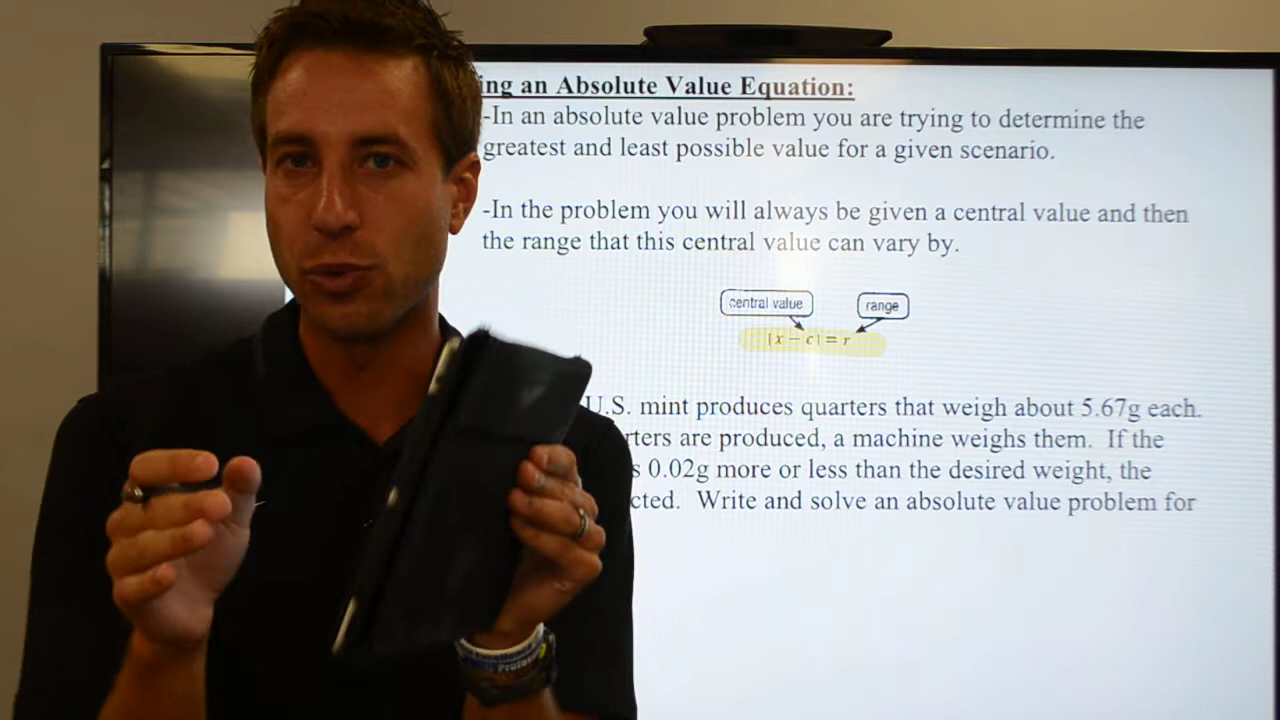 ing an Absolute Value Equation:
-In an absolute value problem you are trying to determine the
greatest and least possible value for a given scenario.
-In the problem you will always be given a central value and then
the range that this central value can vary by.
central value
range
|x − c| = r
U.S. mint produces quarters that weigh about 5.67g each.
rters are produced, a machine weighs them. If the
s 0.02g more or less than the desired weight, the
cted. Write and solve an absolute value problem for